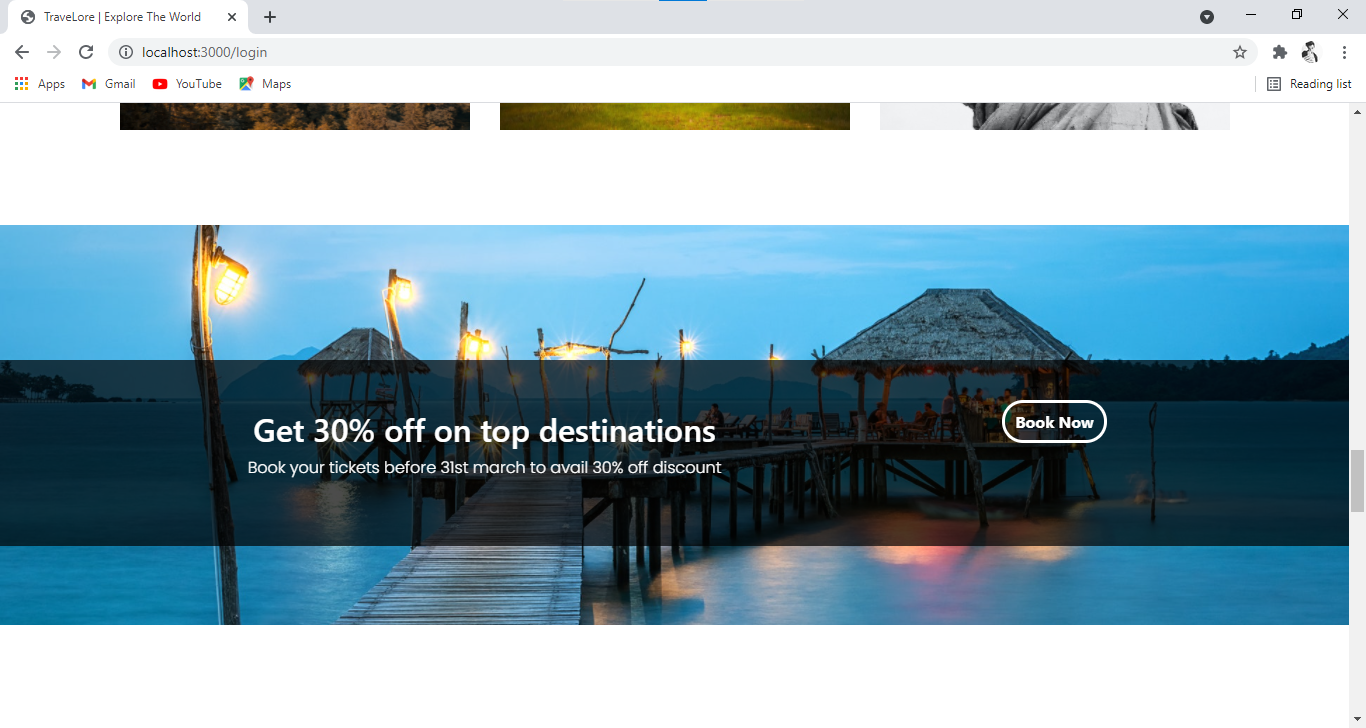 TraveLore | Explore The World
localhost:3000/login
Apps Gmail YouTube Maps Reading list
Get 30% off on top destinations
Book your tickets before 31st march to avail 30% off discount
Book Now